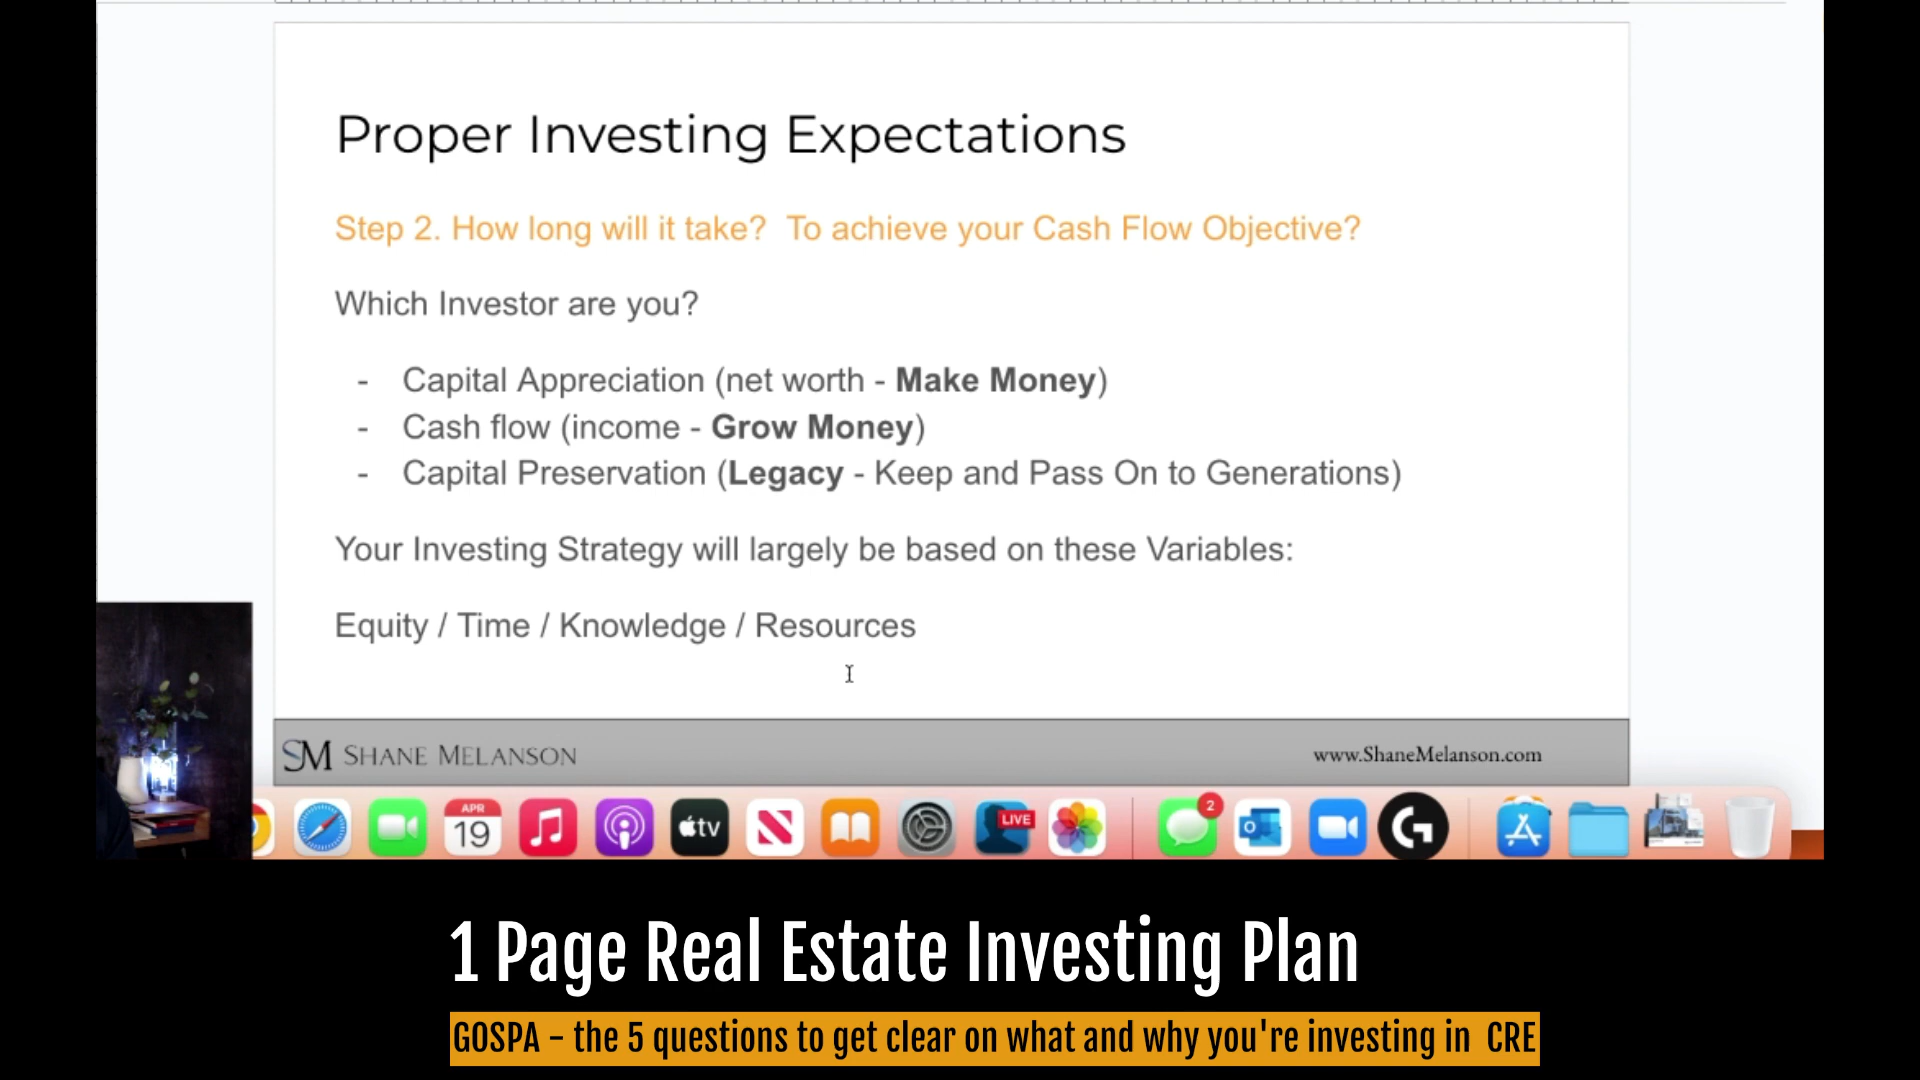 Proper Investing Expectations
Step 2. How long will it take?  To achieve your Cash Flow Objective?
Which Investor are you?
- Capital Appreciation (net worth - Make Money)
- Cash flow (income - Grow Money)
- Capital Preservation (Legacy - Keep and Pass On to Generations)
Your Investing Strategy will largely be based on these Variables:
Equity / Time / Knowledge / Resources
SM SHANE MELANSON
www.ShaneMelanson.com
APR
19
tv
LIVE
2
1 Page Real Estate Investing Plan
GOSPA - the 5 questions to get clear on what and why you're investing in  CRE